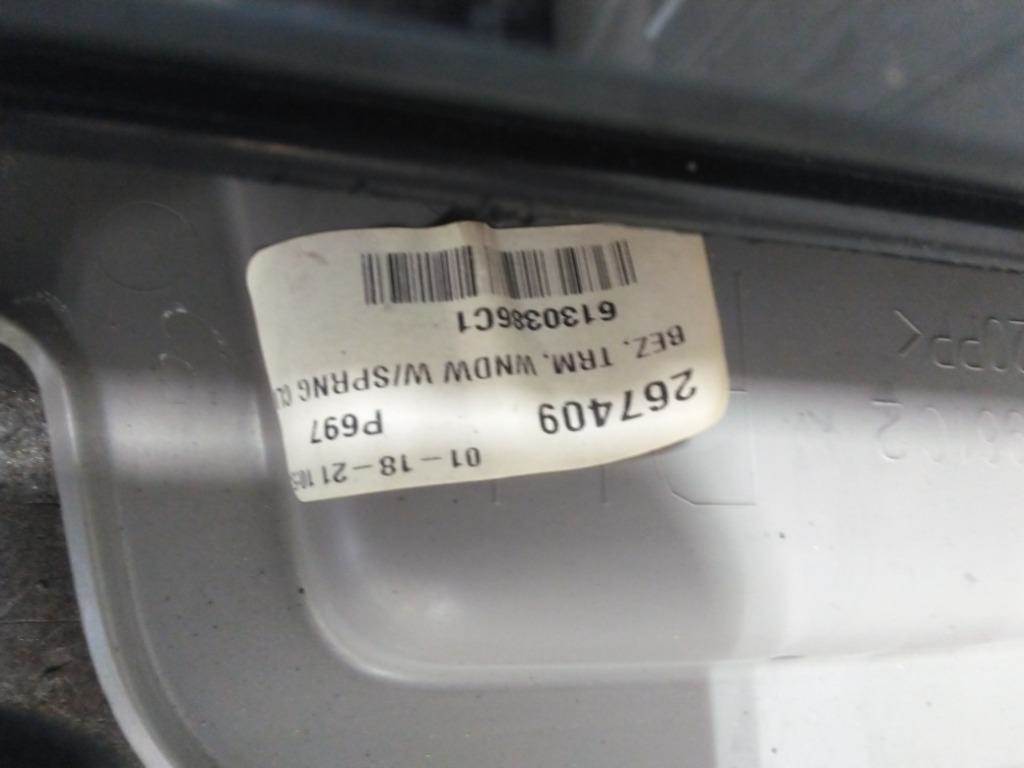 01-18-21
267409 P697
BEZ, TRM, WNDW W/SPRNG
6130386C1